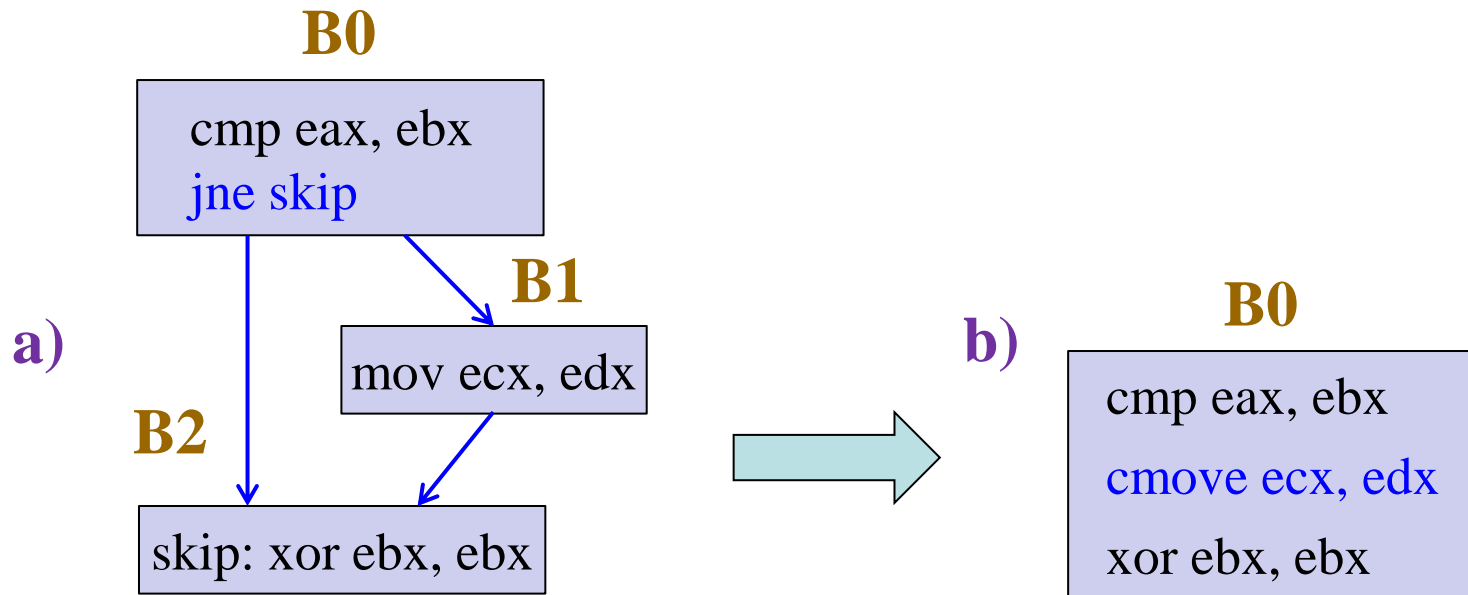 B0
cmp eax, ebx
jne skip
B1
a)
mov ecx, edx
B2
skip: xor ebx, ebx
b)
B0
cmp eax, ebx
cmove ecx, edx
xor ebx, ebx